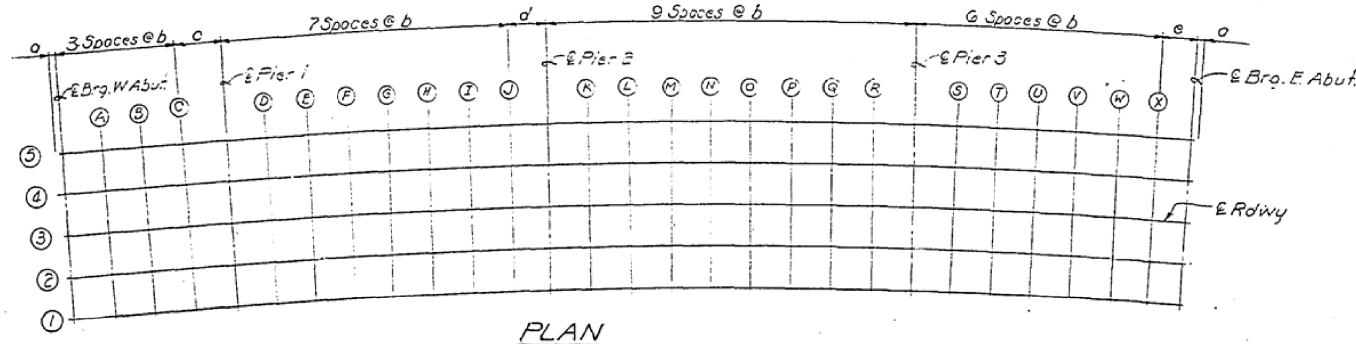 a 3 Spaces @ b c 7 Spaces @ b d 9 Spaces @ b 6 Spaces @ b e a
℄ Brg. W. Abut. ℄ Pier 1 ℄ Pier 2 ℄ Pier 3 ℄ Brg. E. Abut.
A B C D E F G H I J K L M N O P Q R S T U V W X
5
4
3 ℄ Rdwy
2
1
PLAN